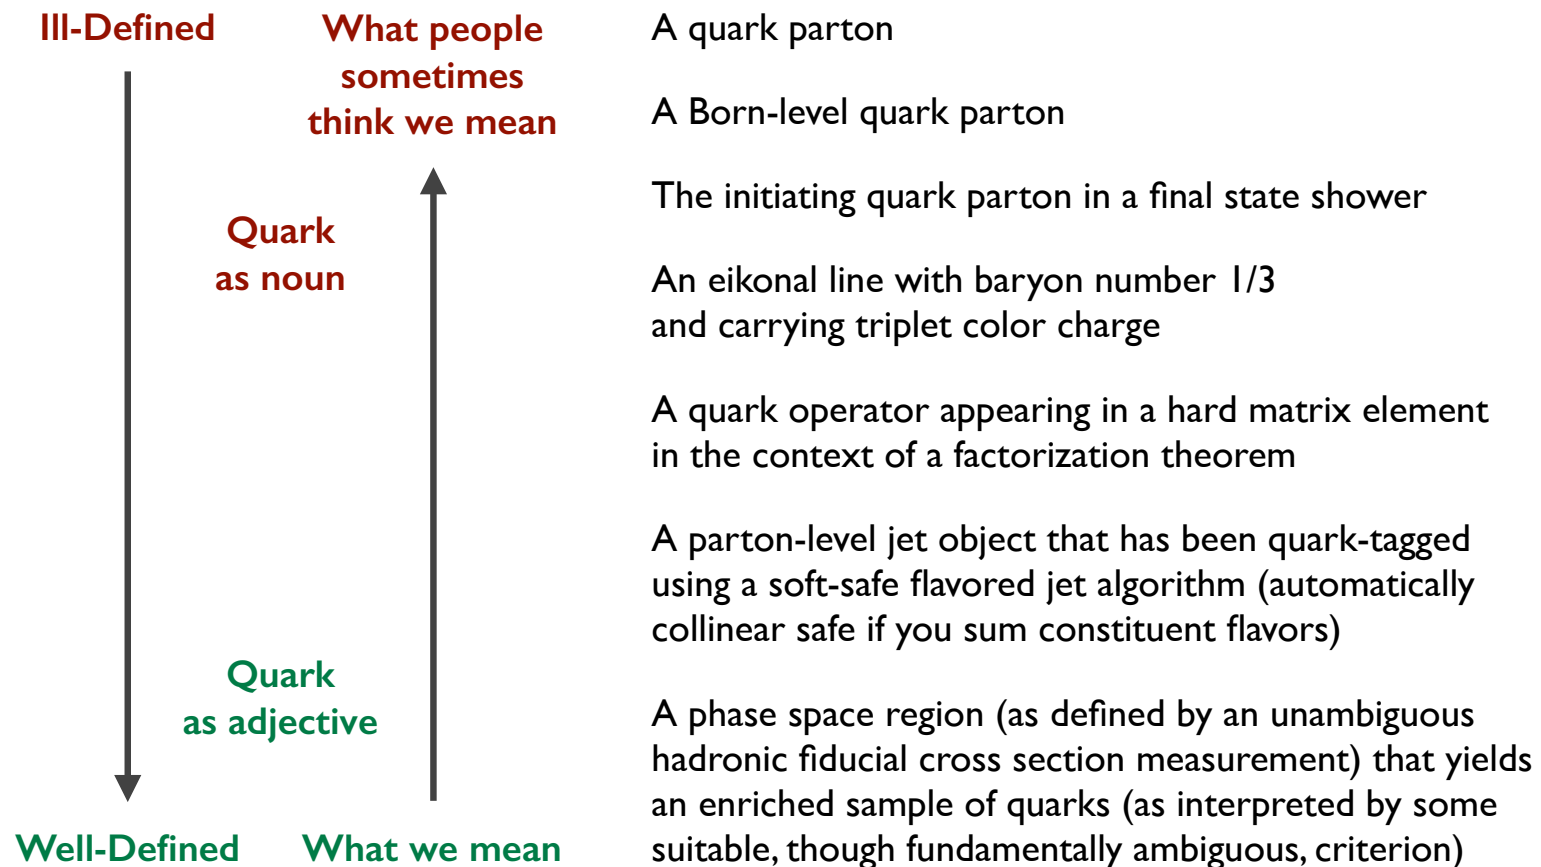 Ill-Defined
What people
sometimes
think we mean
Quark
as noun
Quark
as adjective
Well-Defined
What we mean
A quark parton
A Born-level quark parton
The initiating quark parton in a final state shower
An eikonal line with baryon number 1/3
and carrying triplet color charge
A quark operator appearing in a hard matrix element
in the context of a factorization theorem
A parton-level jet object that has been quark-tagged
using a soft-safe flavored jet algorithm (automatically
collinear safe if you sum constituent flavors)
A phase space region (as defined by an unambiguous
hadronic fiducial cross section measurement) that yields
an enriched sample of quarks (as interpreted by some
suitable, though fundamentally ambiguous, criterion)